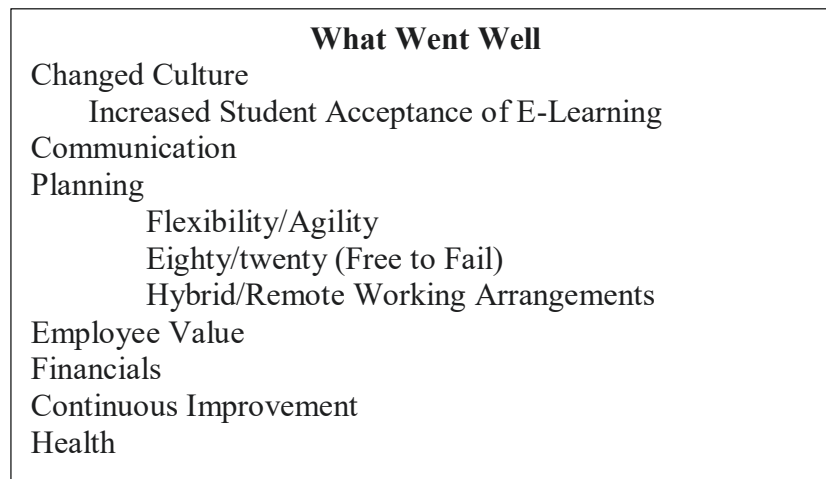 What Went Well
Changed Culture
Increased Student Acceptance of E-Learning
Communication
Planning
Flexibility/Agility
Eighty/twenty (Free to Fail)
Hybrid/Remote Working Arrangements
Employee Value
Financials
Continuous Improvement
Health